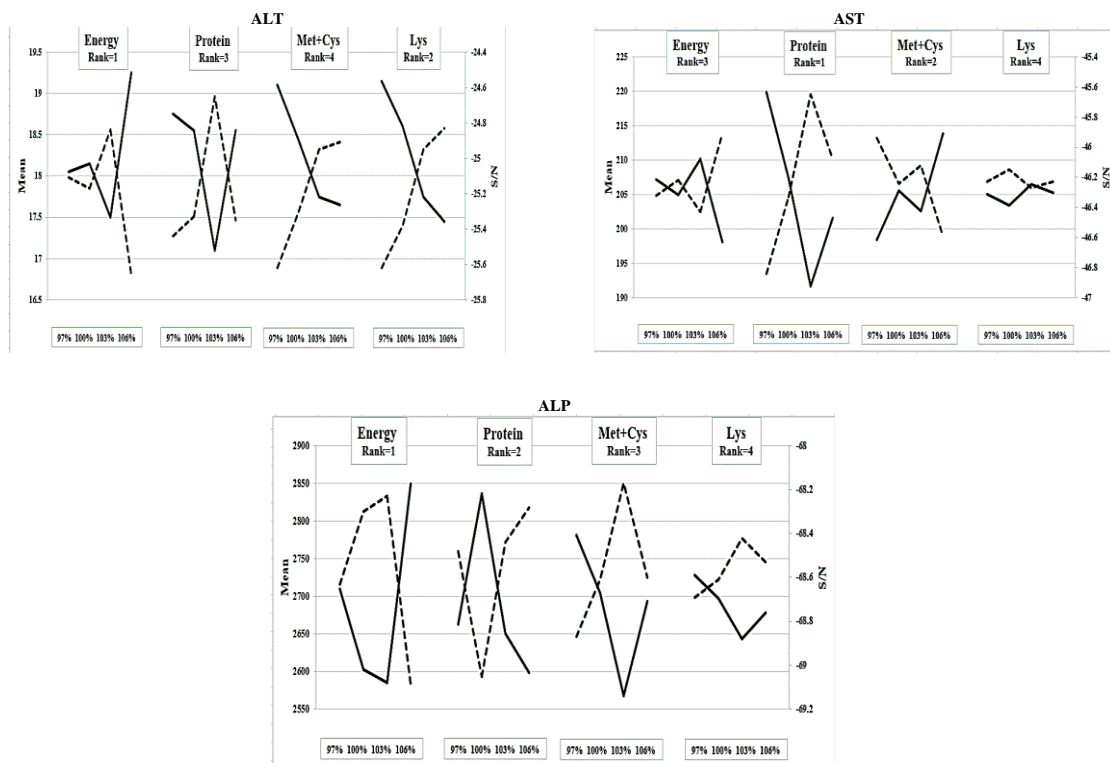 ALT
Energy
Rank=1
Protein
Rank=3
Met+Cys
Rank=4
Lys
Rank=2
Mean
19.5
19
18.5
18
17.5
17
16.5
S/N
-24.4
-24.6
-24.8
-25
-25.2
-25.4
-25.6
-25.8
97% 100% 103% 106%
97% 100% 103% 106%
97% 100% 103% 106%
97% 100% 103% 106%
AST
Energy
Rank=3
Protein
Rank=1
Met+Cys
Rank=2
Lys
Rank=4
Mean
225
220
215
210
205
200
195
190
S/N
-45.4
-45.6
-45.8
-46
-46.2
-46.4
-46.6
-46.8
-47
97% 100% 103% 106%
97% 100% 103% 106%
97% 100% 103% 106%
97% 100% 103% 106%
ALP
Energy
Rank=1
Protein
Rank=2
Met+Cys
Rank=3
Lys
Rank=4
Mean
2900
2850
2800
2750
2700
2650
2600
2550
S/N
-68
-68.2
-68.4
-68.6
-68.8
-69
-69.2
97% 100% 103% 106%
97% 100% 103% 106%
97% 100% 103% 106%
97% 100% 103% 106%